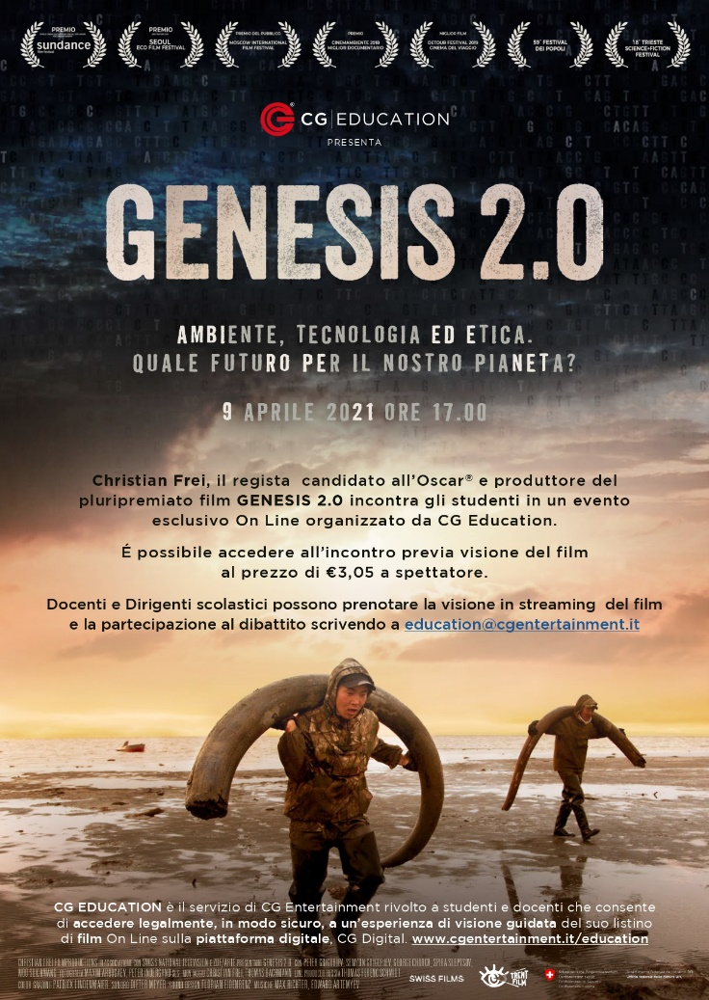 PREMIO
sundance
PREMIO
SEOUL
ECO FILM FESTIVAL
PREMIO DEL PUBBLICO
MOSCOW INTERNATIONAL
FILM FESTIVAL
PREMIO
CINEMAMBIENTE 2019
MIGLIOR DOCUMENTARIO
MIGLIOR FILM
DETOUR FESTIVAL 2019
CINEMA DEL VIAGGIO
59° FESTIVAL
DEI POPOLI
18° TRIESTE
SCIENCE+FICTION
FESTIVAL
CG EDUCATION
PRESENTA
GENESIS 2.0
AMBIENTE, TECNOLOGIA ED ETICA.
QUALE FUTURO PER IL NOSTRO PIANETA?
9 APRILE 2021 ORE 17.00
Christian Frei, il regista candidato all'Oscar® e produttore del
pluripremiato film GENESIS 2.0 incontra gli studenti in un evento
esclusivo On Line organizzato da CG Education.
É possibile accedere all'incontro previa visione del film
al prezzo di €3,05 a spettatore.
Docenti e Dirigenti scolastici possono prenotare la visione in streaming del film
e la partecipazione al dibattito scrivendo a education@cgentertainment.it
CG EDUCATION è il servizio di CG Entertainment rivolto a studenti e docenti che consente
di accedere legalmente, in modo sicuro, a un'esperienza di visione guidata del suo listino
di film On Line sulla piattaforma digitale, CG Digital. www.cgentertainment.it/education
SWISS FILMS
TRENT
FILM